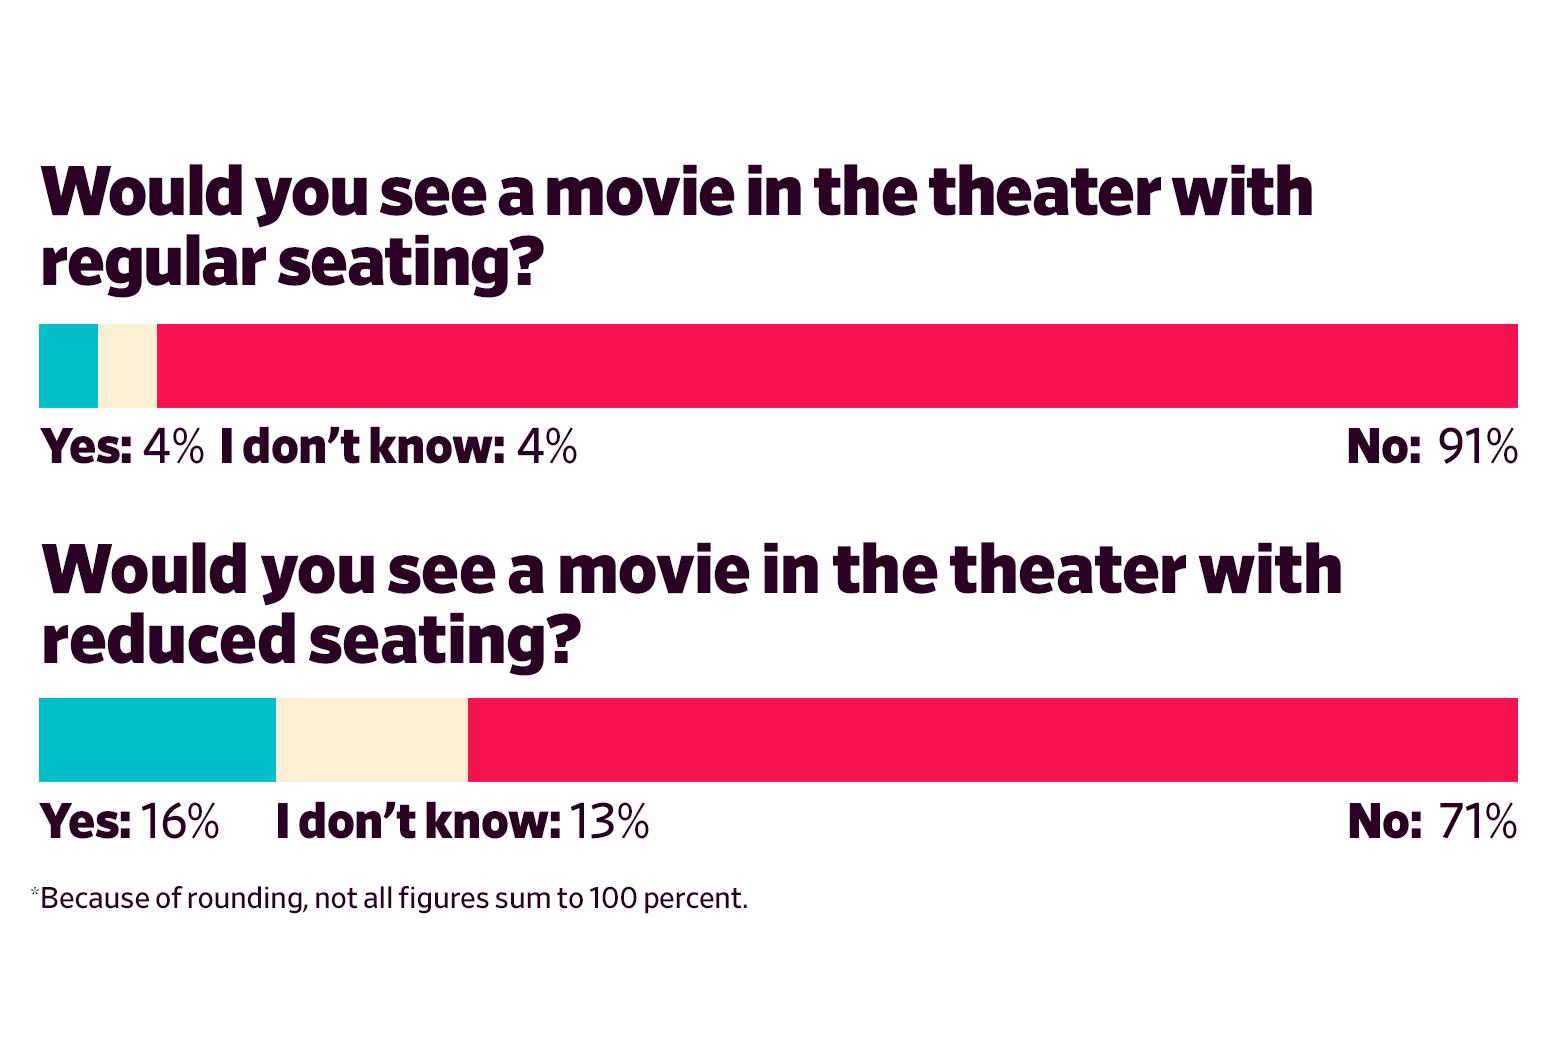 Would you see a movie in the theater with
regular seating?
Yes: 4% I don’t know: 4% No: 91%
Would you see a movie in the theater with
reduced seating?
Yes: 16% I don’t know: 13% No: 71%
*Because of rounding, not all figures sum to 100 percent.